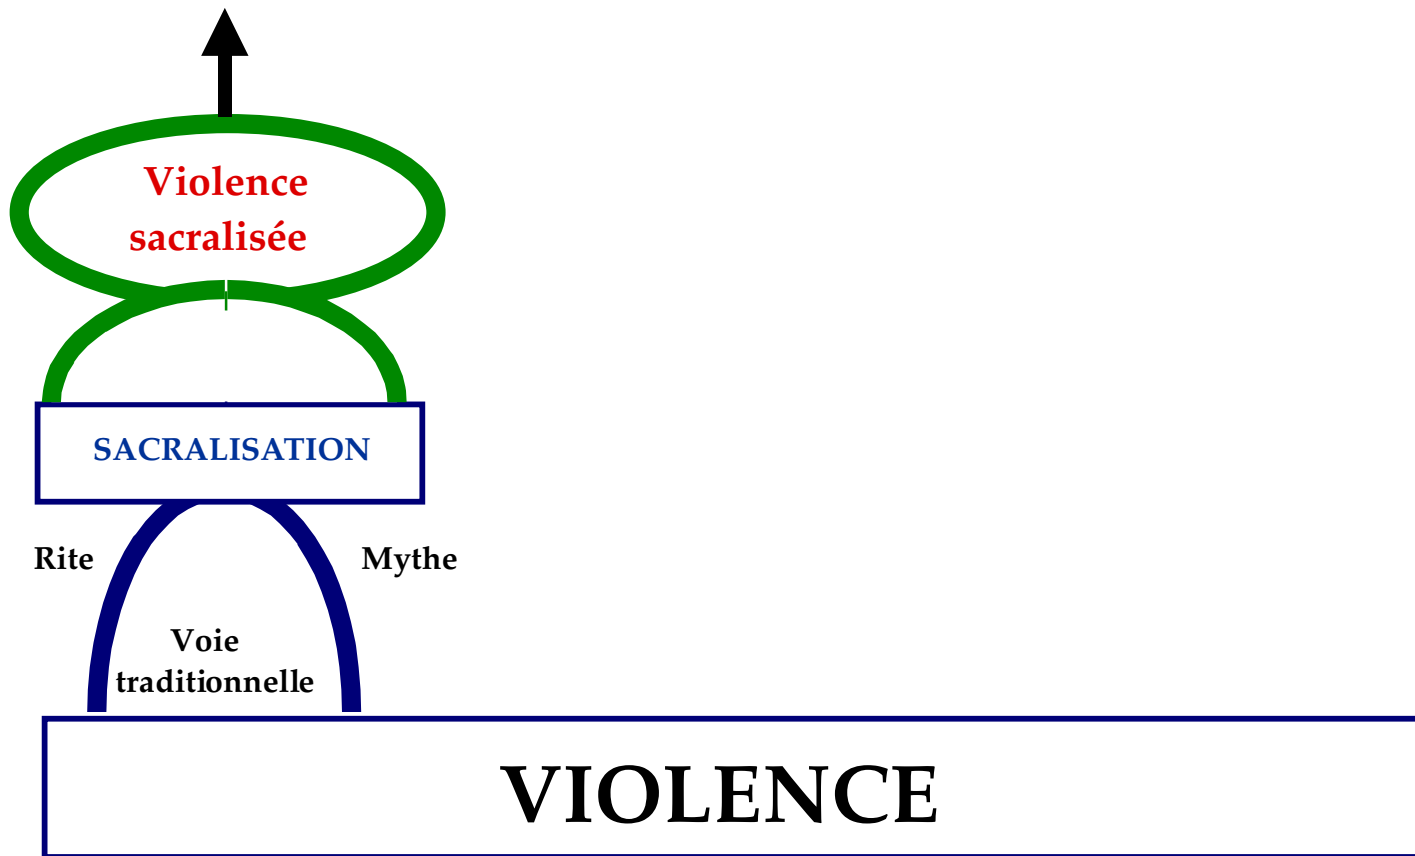 Violence
sacralisée
SACRALISATION
Rite
Mythe
Voie
traditionnelle
VIOLENCE